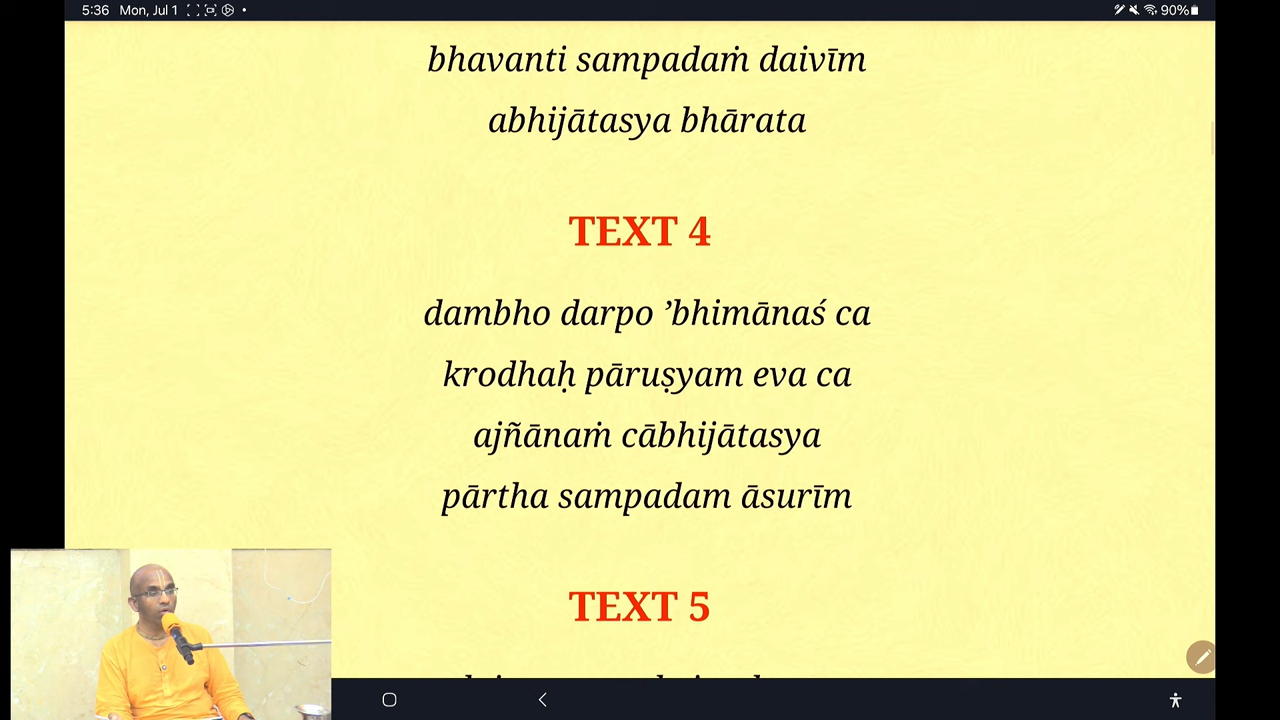 5:36 Mon, Jul 1 90%
bhavanti sampadaṁ daivīm
abhijātasya bhārata
TEXT 4
dambho darpo ’bhimānaś ca
krodhaḥ pāruṣyam eva ca
ajñānaṁ cābhijātasya
pārtha sampadam āsurīm
TEXT 5